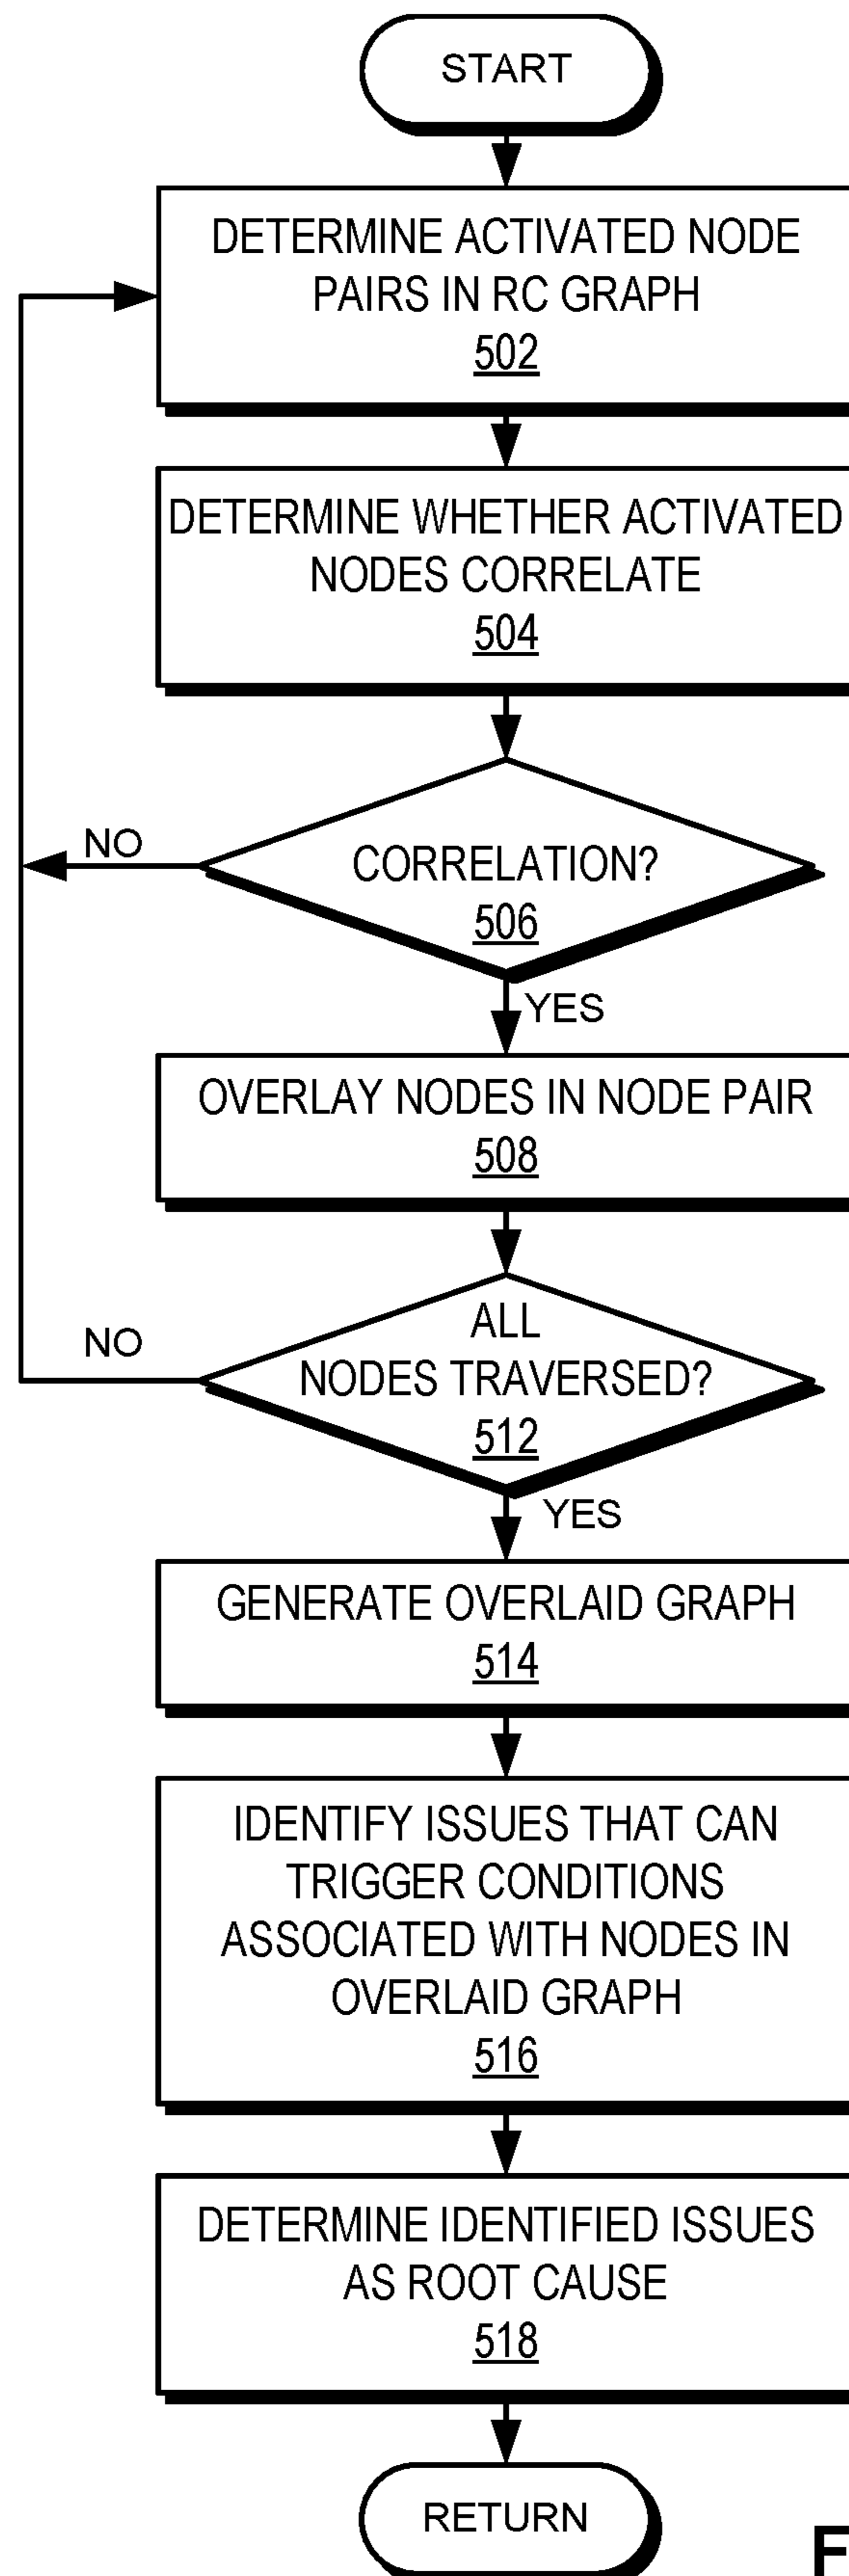 START
DETERMINE ACTIVATED NODE
PAIRS IN RC GRAPH
502
DETERMINE WHETHER ACTIVATED
NODES CORRELATE
504
NO
CORRELATION?
506
YES
OVERLAY NODES IN NODE PAIR
508
NO
ALL
NODES TRAVERSED?
512
YES
GENERATE OVERLAID GRAPH
514
IDENTIFY ISSUES THAT CAN
TRIGGER CONDITIONS
ASSOCIATED WITH NODES IN
OVERLAID GRAPH
516
DETERMINE IDENTIFIED ISSUES
AS ROOT CAUSE
518
RETURN